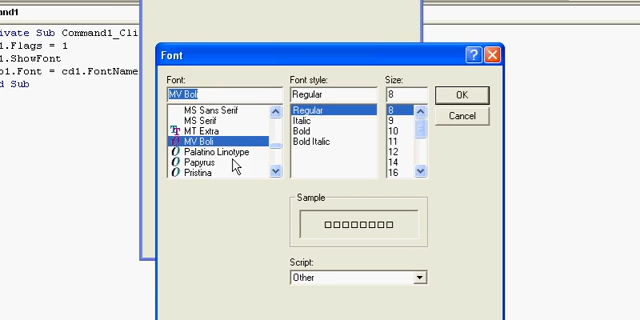 and1
ivate Sub Command1_Cli
1.Flags = 1
1.ShowFont
o1.Font = cd1.FontName
d Sub
Font
Font:
Font style:
Size:
MV Boli
Regular
8
OK
MS Sans Serif
MS Serif
MT Extra
MV Boli
Palatino Linotype
Papyrus
Pristina
Regular
Italic
Bold
Bold Italic
8
9
10
11
12
14
16
Cancel
Sample
Script:
Other